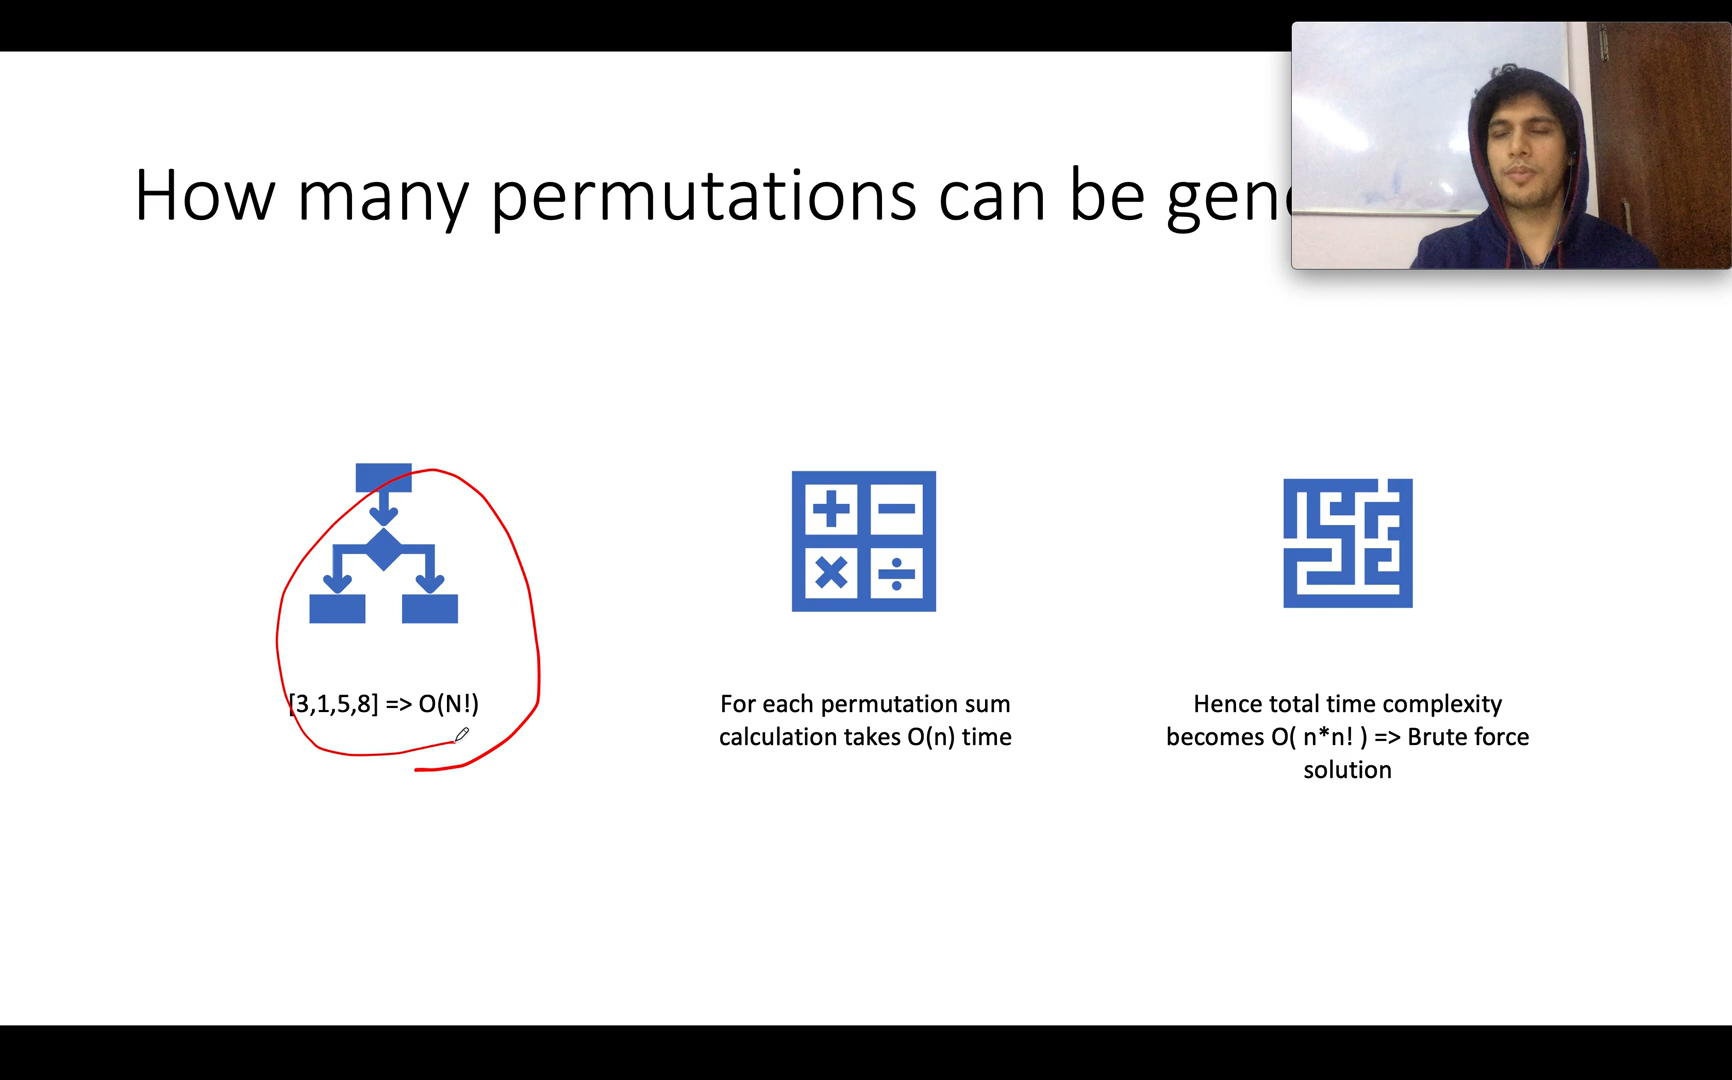 How many permutations can be gene
[3,1,5,8] => O(N!)
For each permutation sum
calculation takes O(n) time
Hence total time complexity
becomes O( n*n! ) => Brute force
solution